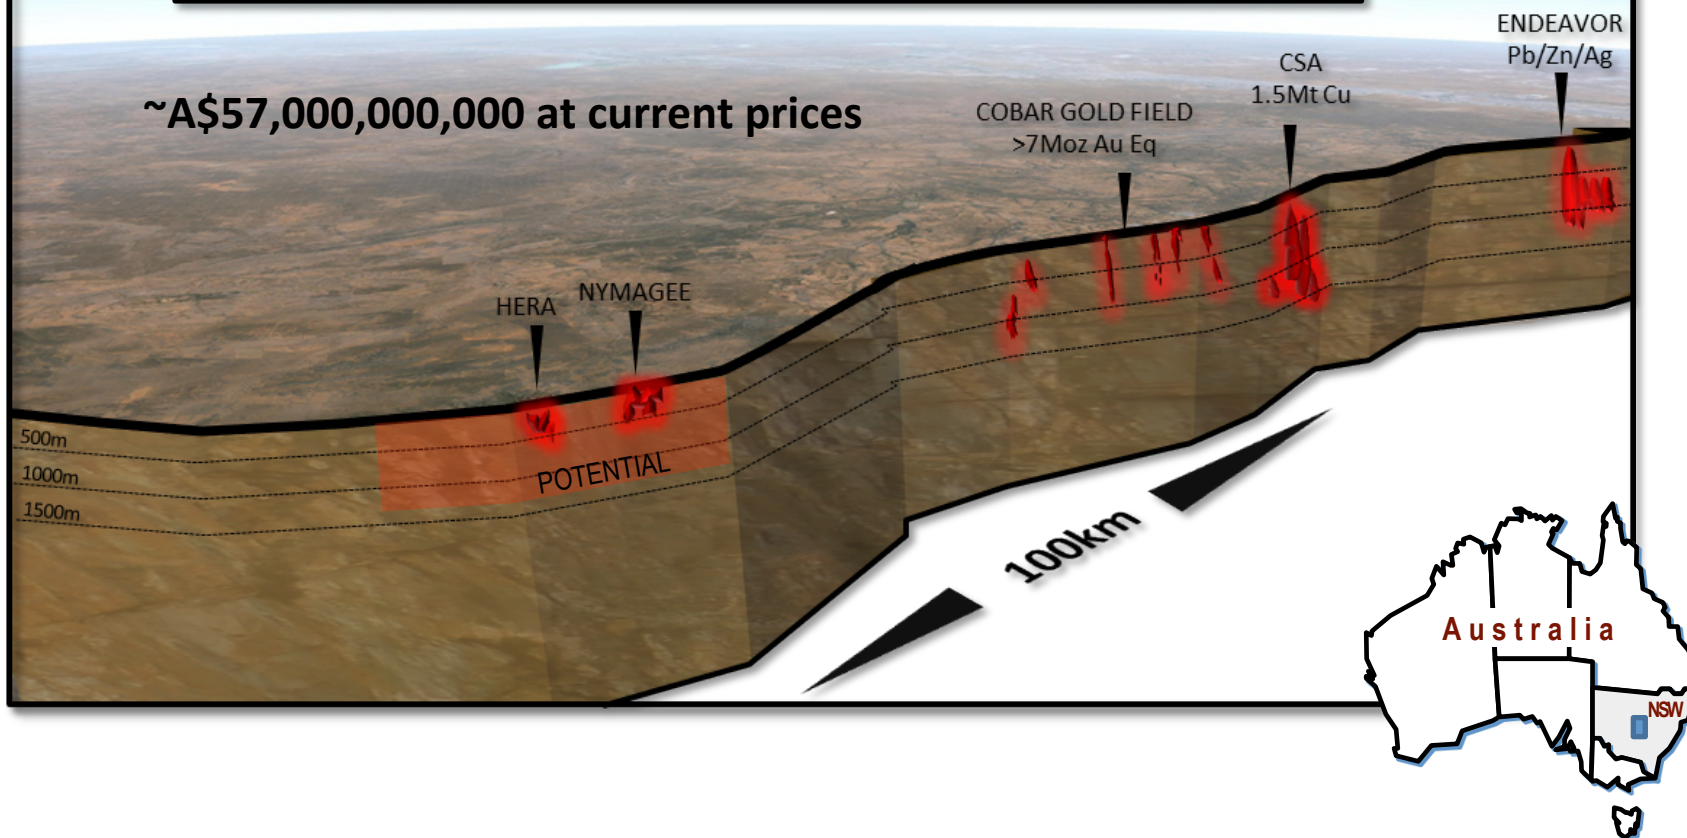 ENDEAVOR
Pb/Zn/Ag
CSA
1.5Mt Cu
~A$57,000,000,000 at current prices
COBAR GOLD FIELD
>7Moz Au Eq
HERA
NYMAGEE
500m
1000m
1500m
POTENTIAL
100km
Australia
NSW